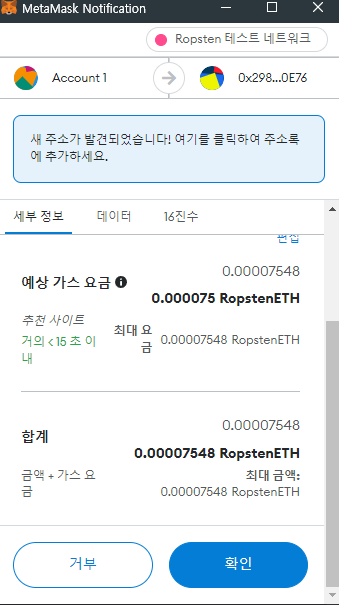 MetaMask Notification
Ropsten 테스트 네트워크
Account 1
0x298...0E76
새 주소가 발견되었습니다! 여기를 클릭하여 주소록
에 추가하세요.
세부 정보 데이터 16진수
편집
예상 가스 요금 0.00007548
0.000075 RopstenETH
추천 사이트
거의 < 15 초 이
내
최대 요
금
0.00007548 RopstenETH
합계 0.00007548
0.00007548 RopstenETH
금액 + 가스 요
금
최대 금액:
0.00007548 RopstenETH
거부 확인